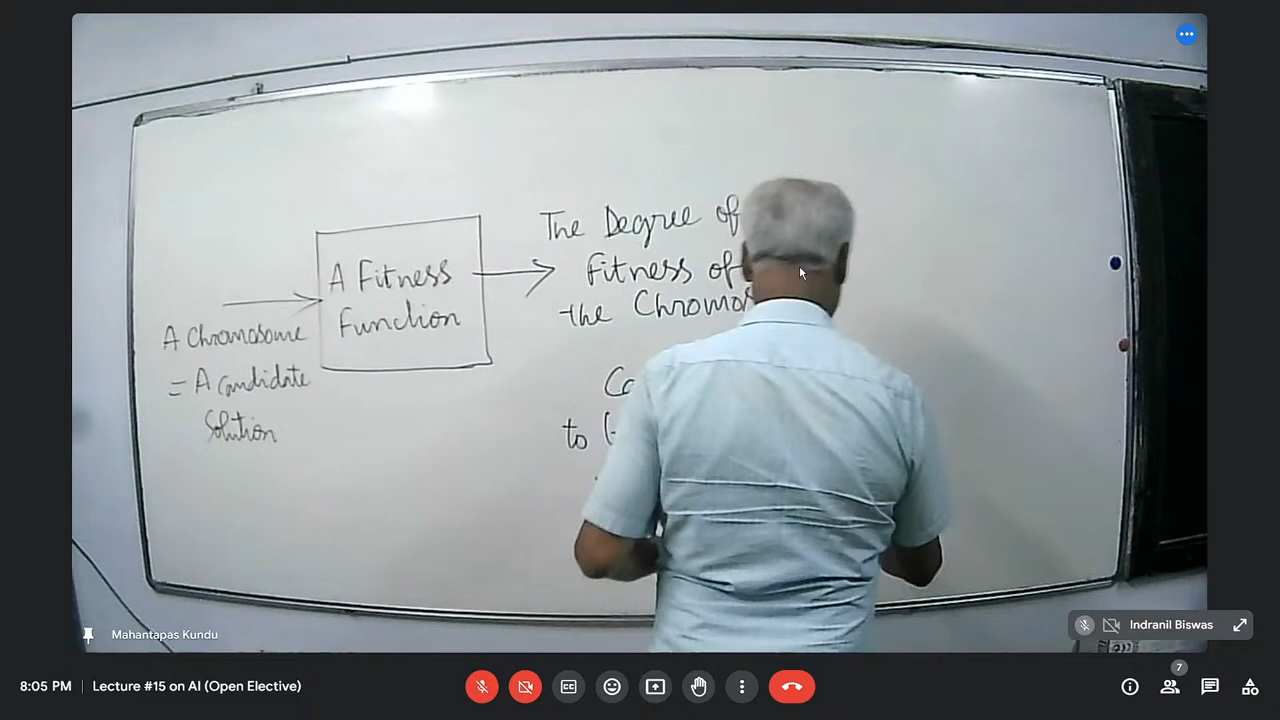 The Degree of
A Fitness
Fitness of
Function
the Chromos
A Chromosome
= A candidate
Solution
Co
to
Mahantapas Kundu
Indranil Biswas
8:05 PM | Lecture #15 on AI (Open Elective)
7